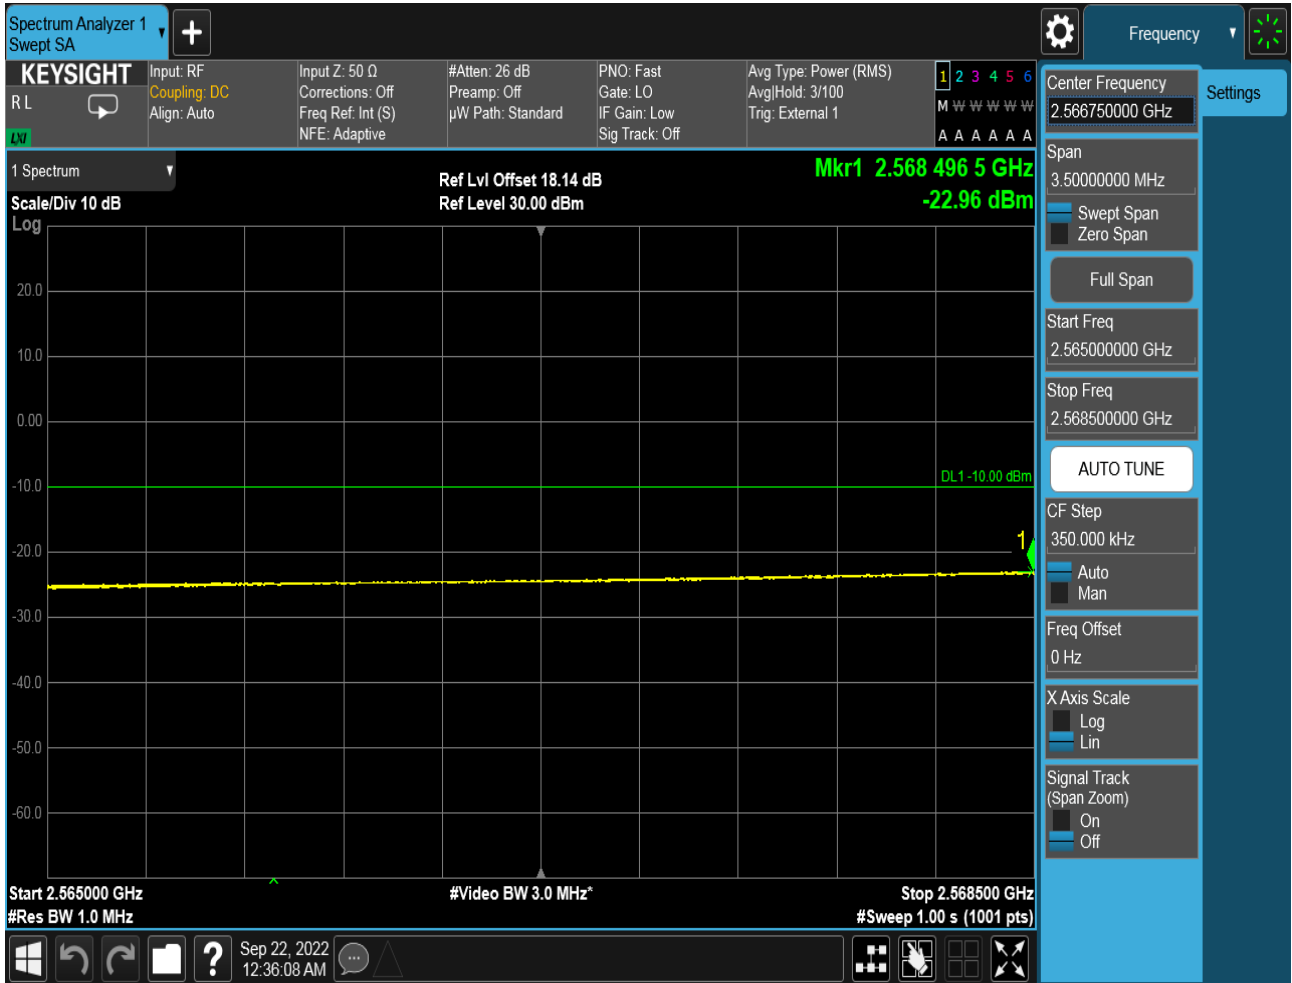 Spectrum Analyzer 1
Swept SA
Frequency
KEYSIGHT
R L
LXI
Input: RF
Coupling: DC
Align: Auto
Input Z: 50 Ω
Corrections: Off
Freq Ref: Int (S)
NFE: Adaptive
#Atten: 26 dB
Preamp: Off
µW Path: Standard
PNO: Fast
Gate: LO
IF Gain: Low
Sig Track: Off
Avg Type: Power (RMS)
Avg|Hold: 3/100
Trig: External 1
1 2 3 4 5 6
M W W W W W
A A A A A A
1 Spectrum
Scale/Div 10 dB
Log
Ref Lvl Offset 18.14 dB
Ref Level 30.00 dBm
Mkr1 2.568 496 5 GHz
-22.96 dBm
20.0
10.0
0.00
-10.0
-20.0
-30.0
-40.0
-50.0
-60.0
DL1 -10.00 dBm
1
Start 2.565000 GHz
#Res BW 1.0 MHz
#Video BW 3.0 MHz*
Stop 2.568500 GHz
#Sweep 1.00 s (1001 pts)
Sep 22, 2022
12:36:08 AM
?
Center Frequency
2.566750000 GHz
Settings
Span
3.50000000 MHz
Swept Span
Zero Span
Full Span
Start Freq
2.565000000 GHz
Stop Freq
2.568500000 GHz
AUTO TUNE
CF Step
350.000 kHz
Auto
Man
Freq Offset
0 Hz
X Axis Scale
Log
Lin
Signal Track
(Span Zoom)
On
Off